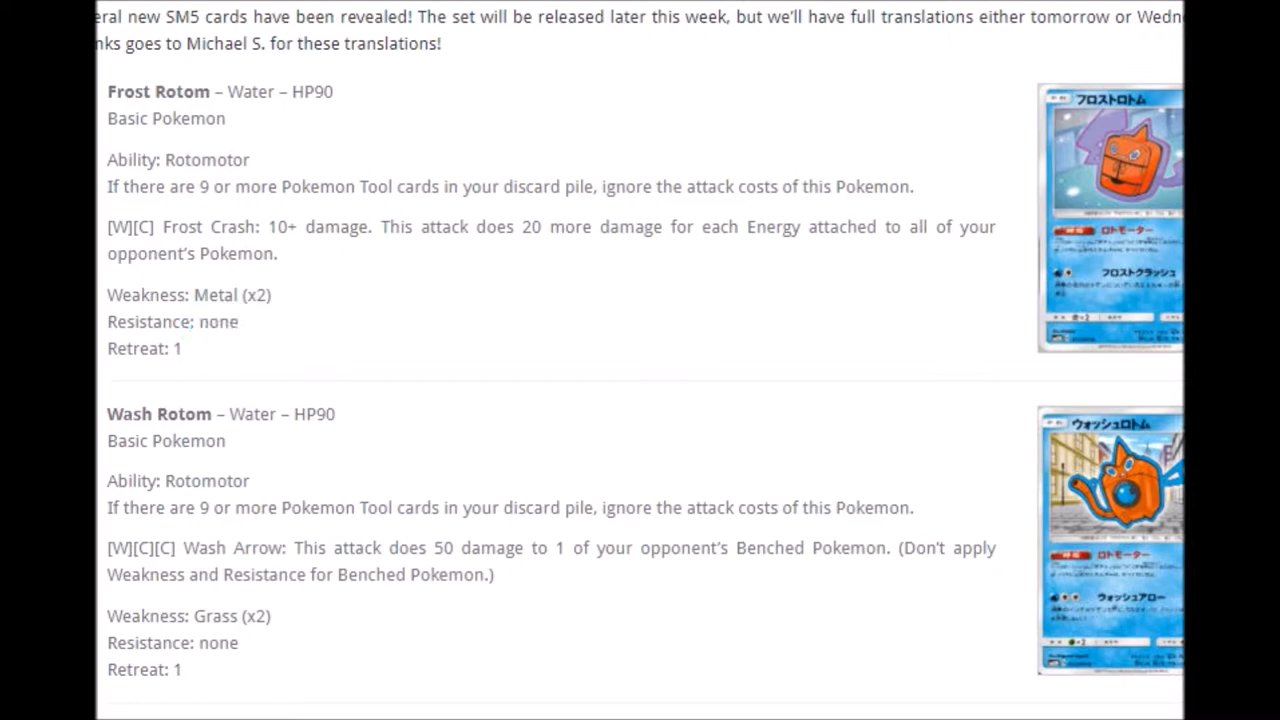 eral new SM5 cards have been revealed! The set will be released later this week, but we'll have full translations either tomorrow or Wedn
nks goes to Michael S. for these translations!
Frost Rotom – Water – HP90
Basic Pokemon
Ability: Rotomotor
If there are 9 or more Pokemon Tool cards in your discard pile, ignore the attack costs of this Pokemon.
[W][C] Frost Crash: 10+ damage. This attack does 20 more damage for each Energy attached to all of your
opponent's Pokemon.
Weakness: Metal (x2)
Resistance: none
Retreat: 1
フロストロトム
ロトモーター
フロストクラッシュ
Wash Rotom – Water – HP90
Basic Pokemon
Ability: Rotomotor
If there are 9 or more Pokemon Tool cards in your discard pile, ignore the attack costs of this Pokemon.
[W][C][C] Wash Arrow: This attack does 50 damage to 1 of your opponent's Benched Pokemon. (Don't apply
Weakness and Resistance for Benched Pokemon.)
Weakness: Grass (x2)
Resistance: none
Retreat: 1
ウォッシュロトム
ロトモーター
ウォッシュアロー